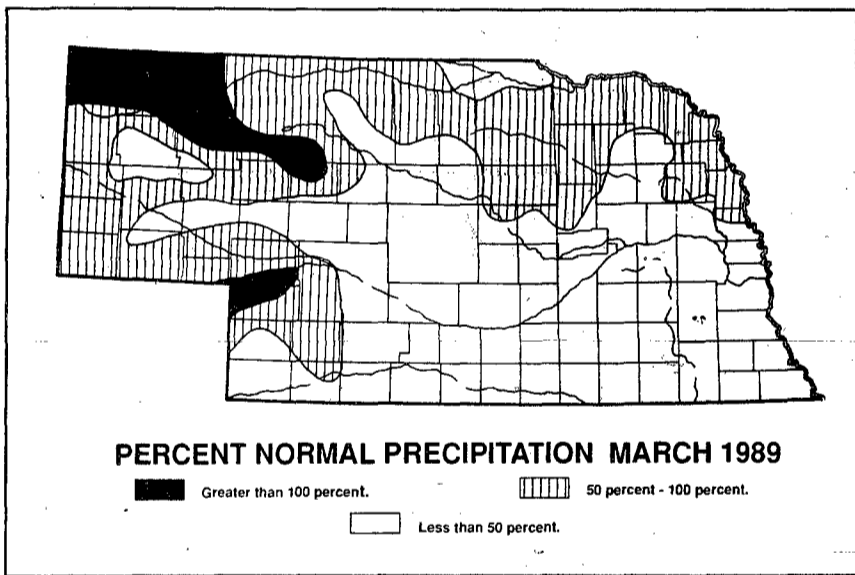 PERCENT NORMAL PRECIPITATION MARCH 1989
Greater than 100 percent.
50 percent - 100 percent.
Less than 50 percent.